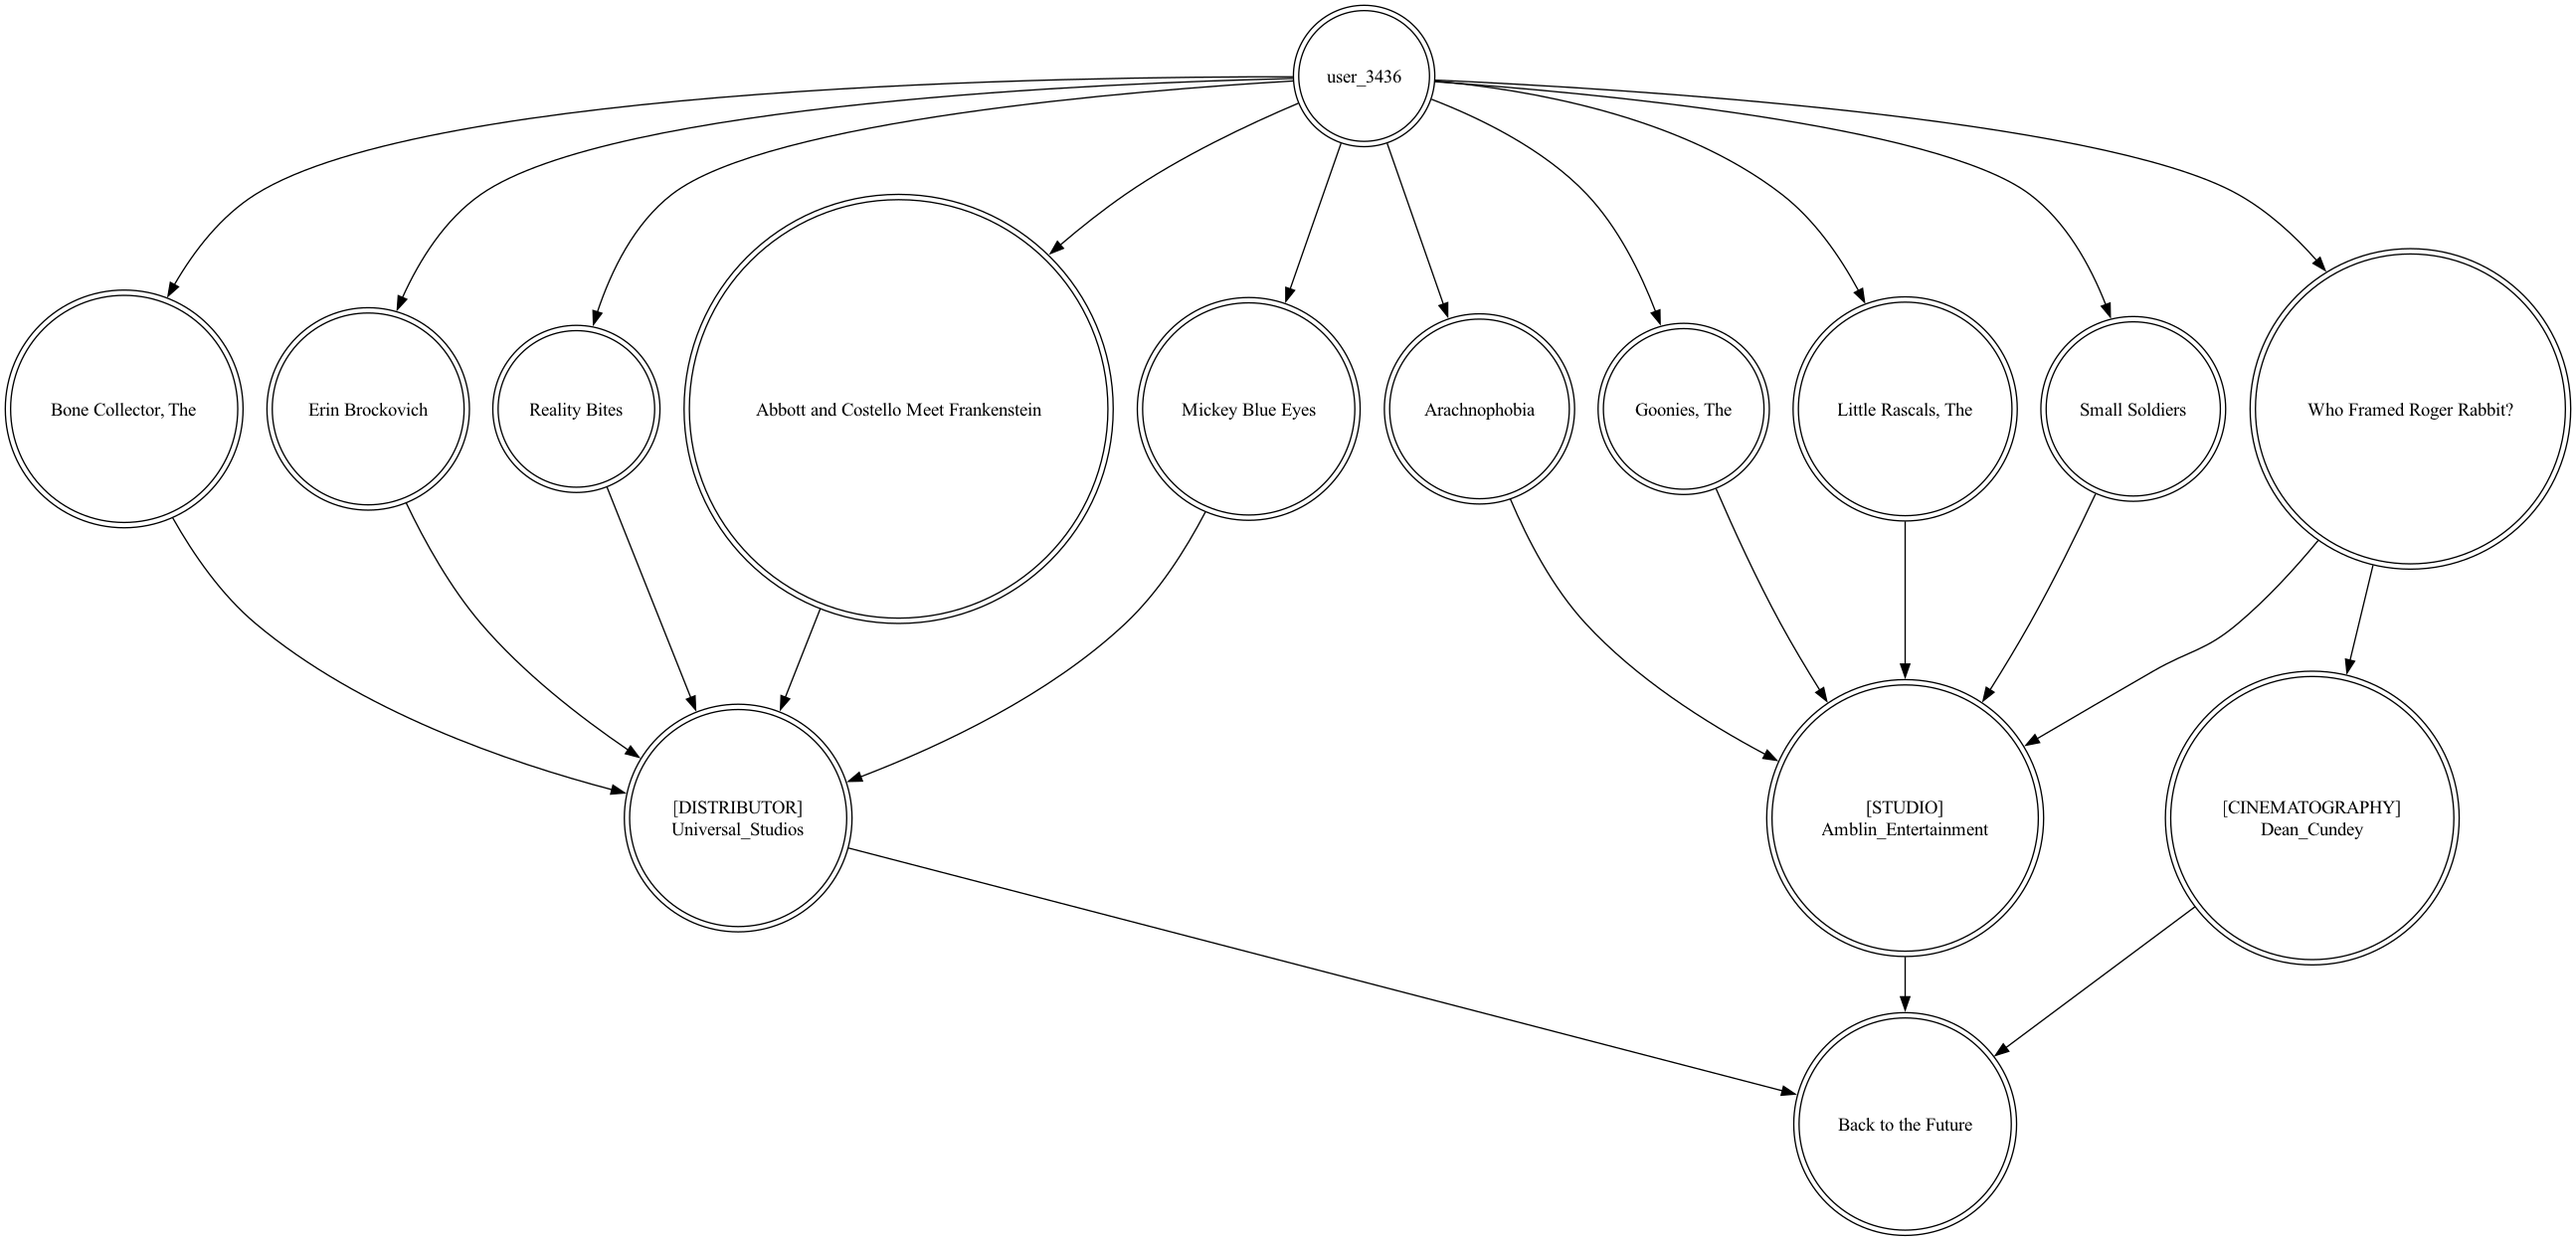 user_3436
Bone Collector, The
Erin Brockovich
Reality Bites
Abbott and Costello Meet Frankenstein
Mickey Blue Eyes
Arachnophobia
Goonies, The
Little Rascals, The
Small Soldiers
Who Framed Roger Rabbit?
[DISTRIBUTOR]
Universal_Studios
[STUDIO]
Amblin_Entertainment
[CINEMATOGRAPHY]
Dean_Cundey
Back to the Future